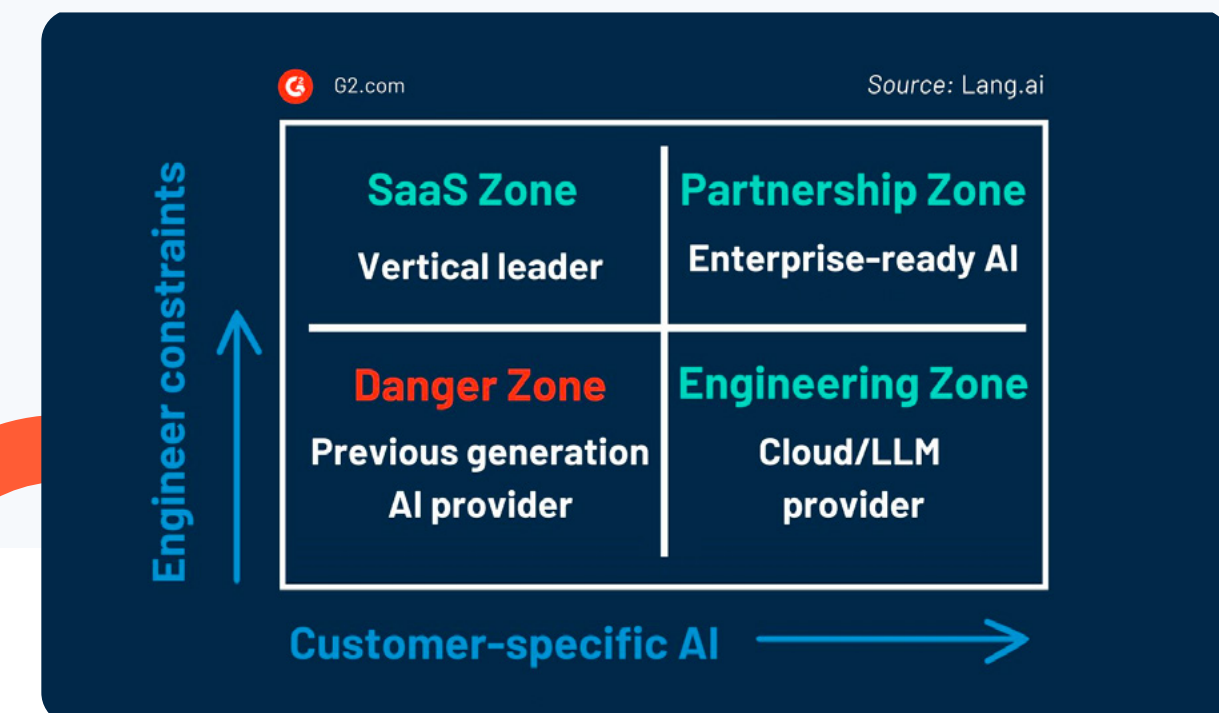 G2.com
Source: Lang.ai
Engineer constraints
SaaS Zone
Vertical leader
Partnership Zone
Enterprise-ready AI
Danger Zone
Previous generation
AI provider
Engineering Zone
Cloud/LLM
provider
Customer-specific AI